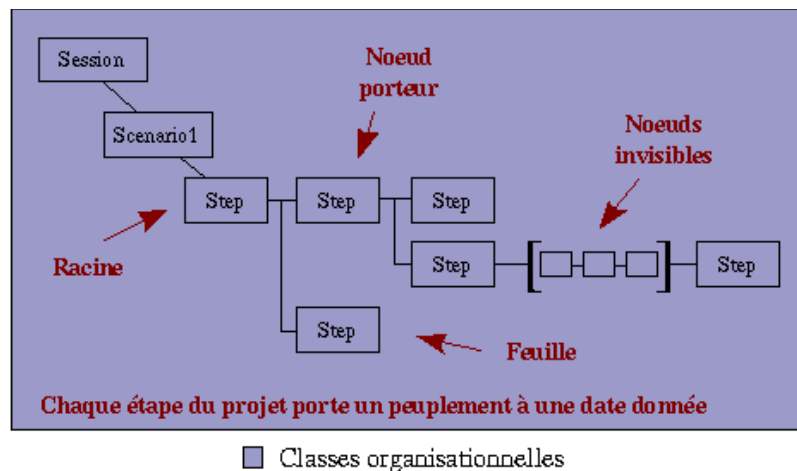 Session
Noeud
porteur
Scenario1
Noeuds
invisibles
Step
Step
Step
Racine
Step
Step
Step
Feuille
Chaque étape du projet porte un peuplement à une date donnée
Classes organisationnelles